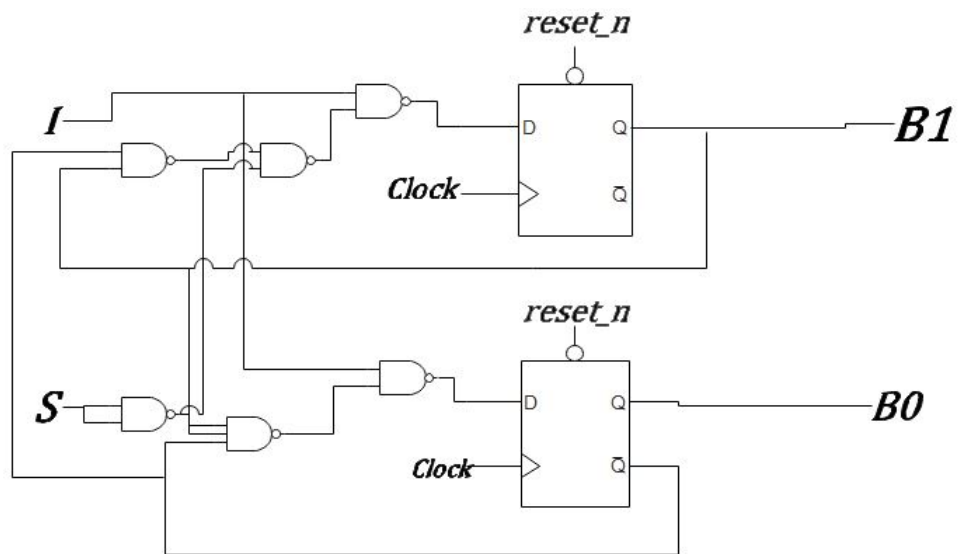 reset_n
I
D
Q
B1
Clock
Q̅
reset_n
S
D
Q
B0
Clock
Q̅